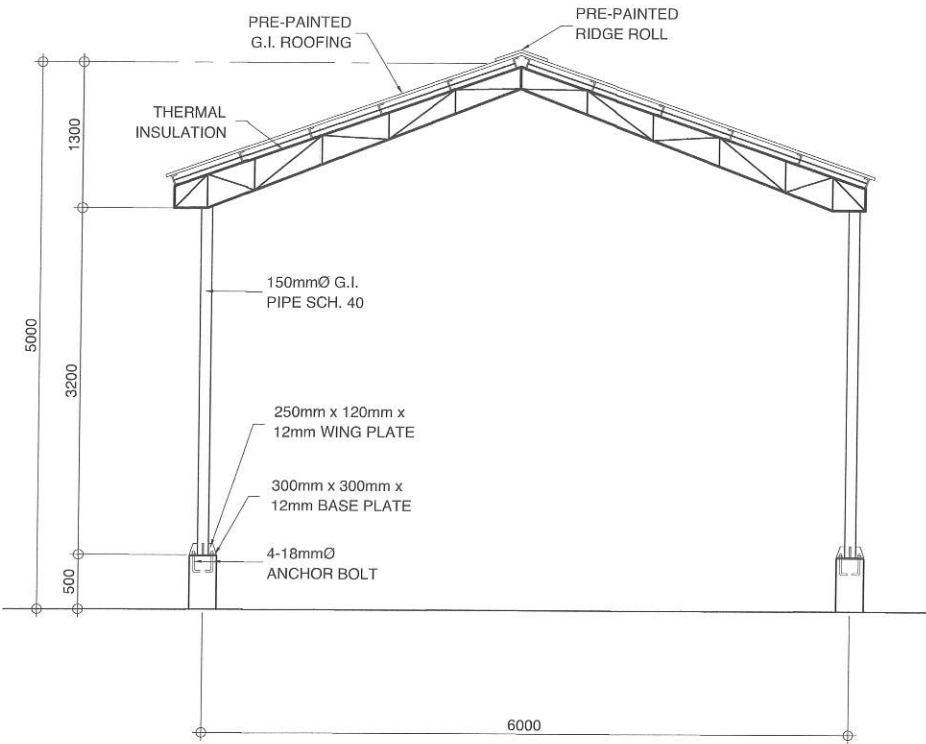 PRE-PAINTED
G.I. ROOFING
PRE-PAINTED
RIDGE ROLL
THERMAL
INSULATION
1300
150mmØ G.I.
PIPE SCH. 40
5000
3200
250mm x 120mm x
12mm WING PLATE
300mm x 300mm x
12mm BASE PLATE
4-18mmØ
ANCHOR BOLT
500
6000